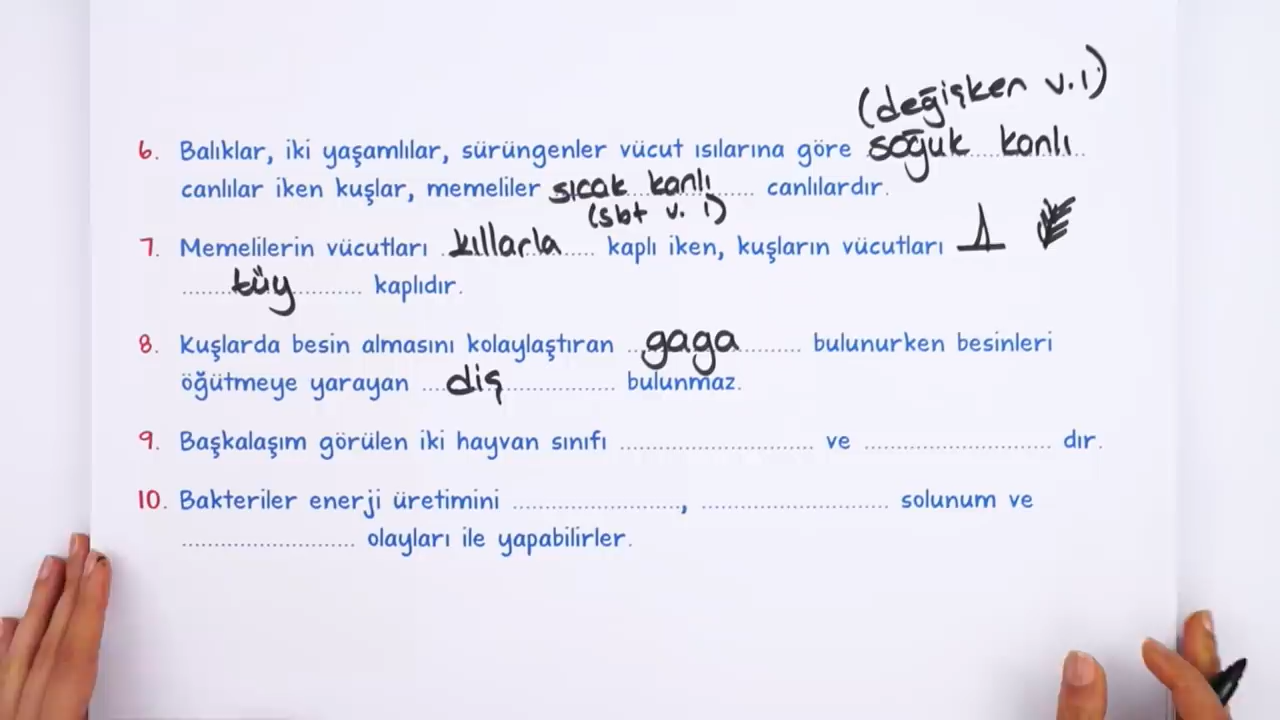 (değişken v.ı)
6. Balıklar, iki yaşamlılar, sürüngenler vücut ısılarına göre soğuk kanlı
canlılar iken kuşlar, memeliler sıcak kanlı canlılardır.
(sbt v. ı)
7. Memelilerin vücutları kıllarla kaplı iken, kuşların vücutları
tüy kaplıdır.
8. Kuşlarda besin almasını kolaylaştıran gaga bulunurken besinleri
öğütmeye yarayan diş bulunmaz.
9. Başkalaşım görülen iki hayvan sınıfı ........ ve ........ dır.
10. Bakteriler enerji üretimini ........, ........ solunum ve
........ olayları ile yapabilirler.